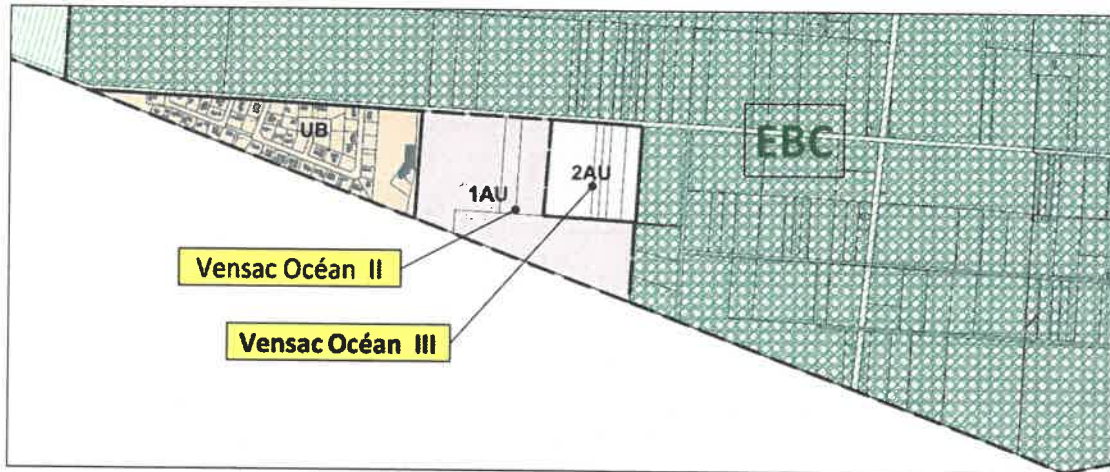 UB
EBC
2AU
1AU
Vensac Océan II
Vensac Océan III